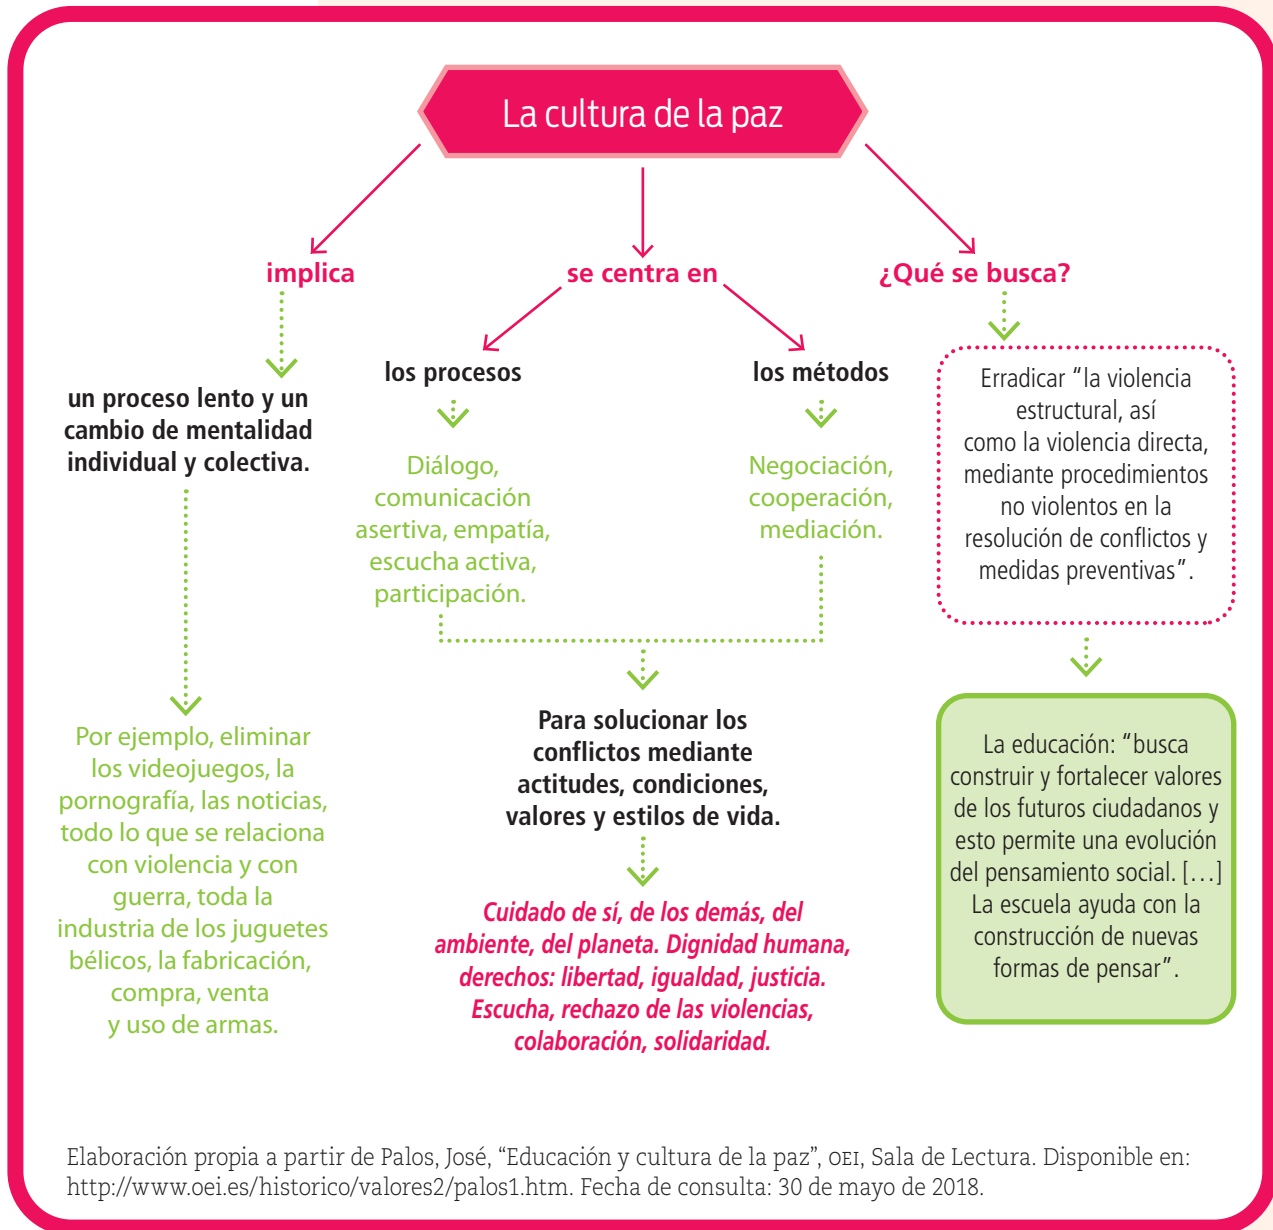 La cultura de la paz
implica
un proceso lento y un
cambio de mentalidad
individual y colectiva.
Por ejemplo, eliminar
los videojuegos, la
pornografía, las noticias,
todo lo que se relaciona
con violencia y con
guerra, toda la
industria de los juguetes
bélicos, la fabricación,
compra, venta
y uso de armas.
se centra en
los procesos
Diálogo,
comunicación
asertiva, empatía,
escucha activa,
participación.
los métodos
Negociación,
cooperación,
mediación.
Para solucionar los
conflictos mediante
actitudes, condiciones,
valores y estilos de vida.
Cuidado de sí, de los demás, del
ambiente, del planeta. Dignidad humana,
derechos: libertad, igualdad, justicia.
Escucha, rechazo de las violencias,
colaboración, solidaridad.
¿Qué se busca?
Erradicar "la violencia
estructural, así
como la violencia directa,
mediante procedimientos
no violentos en la
resolución de conflictos y
medidas preventivas".
La educación: "busca
construir y fortalecer valores
de los futuros ciudadanos y
esto permite una evolución
del pensamiento social. […]
La escuela ayuda con la
construcción de nuevas
formas de pensar".
Elaboración propia a partir de Palos, José, “Educación y cultura de la paz”, OEI, Sala de Lectura. Disponible en:
http://www.oei.es/historico/valores2/palos1.htm. Fecha de consulta: 30 de mayo de 2018.